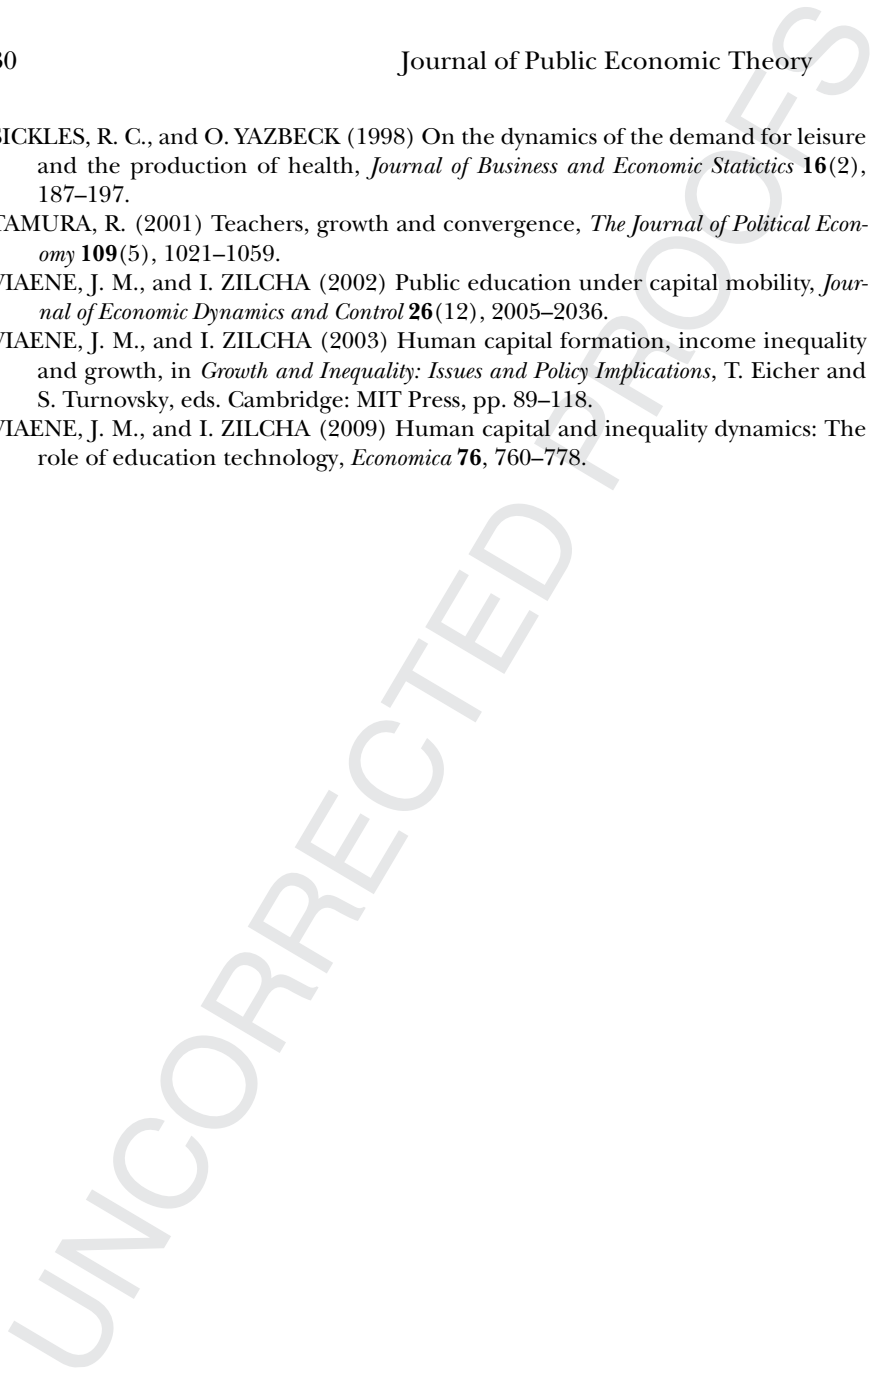 30 Journal of Public Economic Theory
SICKLES, R. C., and O. YAZBECK (1998) On the dynamics of the demand for leisure
and the production of health, Journal of Business and Economic Statictics 16(2),
187–197.
TAMURA, R. (2001) Teachers, growth and convergence, The Journal of Political Econ-
omy 109(5), 1021–1059.
VIAENE, J. M., and I. ZILCHA (2002) Public education under capital mobility, Jour-
nal of Economic Dynamics and Control 26(12), 2005–2036.
VIAENE, J. M., and I. ZILCHA (2003) Human capital formation, income inequality
and growth, in Growth and Inequality: Issues and Policy Implications, T. Eicher and
S. Turnovsky, eds. Cambridge: MIT Press, pp. 89–118.
VIAENE, J. M., and I. ZILCHA (2009) Human capital and inequality dynamics: The
role of education technology, Economica 76, 760–778.
UNCORRECTED PROOFS